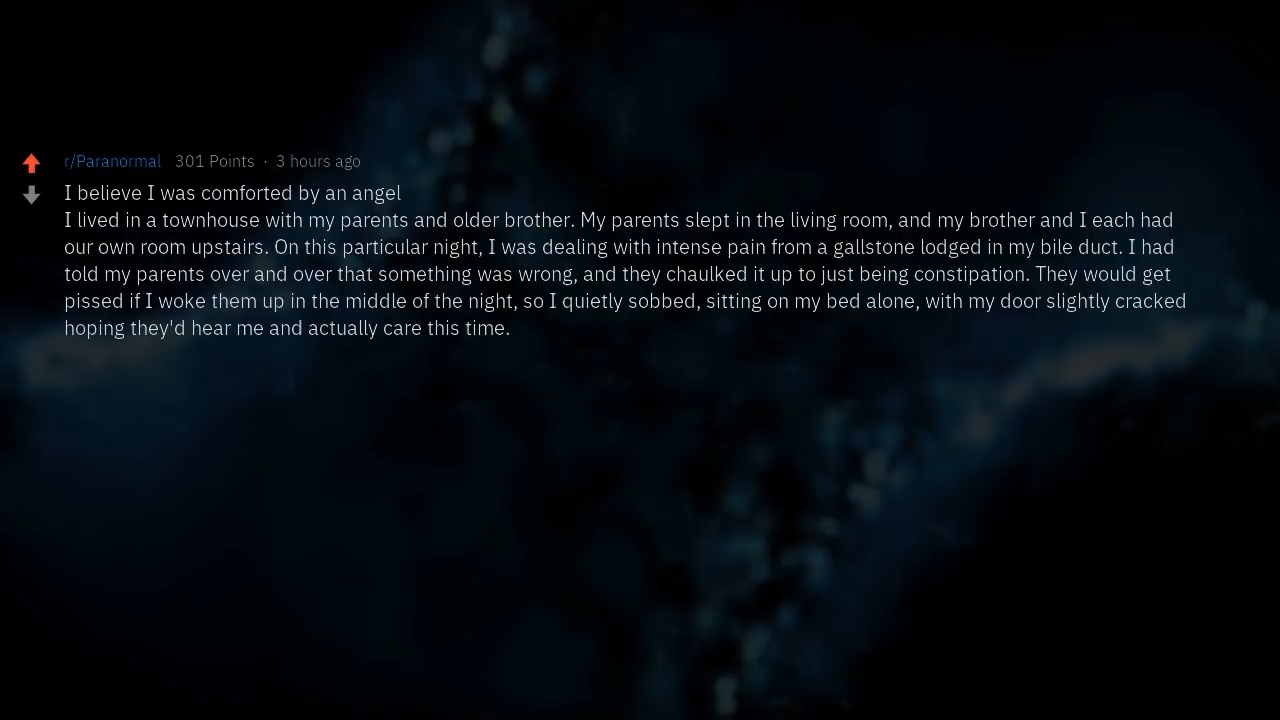 r/Paranormal 301 Points · 3 hours ago
I believe I was comforted by an angel
I lived in a townhouse with my parents and older brother. My parents slept in the living room, and my brother and I each had
our own room upstairs. On this particular night, I was dealing with intense pain from a gallstone lodged in my bile duct. I had
told my parents over and over that something was wrong, and they chaulked it up to just being constipation. They would get
pissed if I woke them up in the middle of the night, so I quietly sobbed, sitting on my bed alone, with my door slightly cracked
hoping they'd hear me and actually care this time.